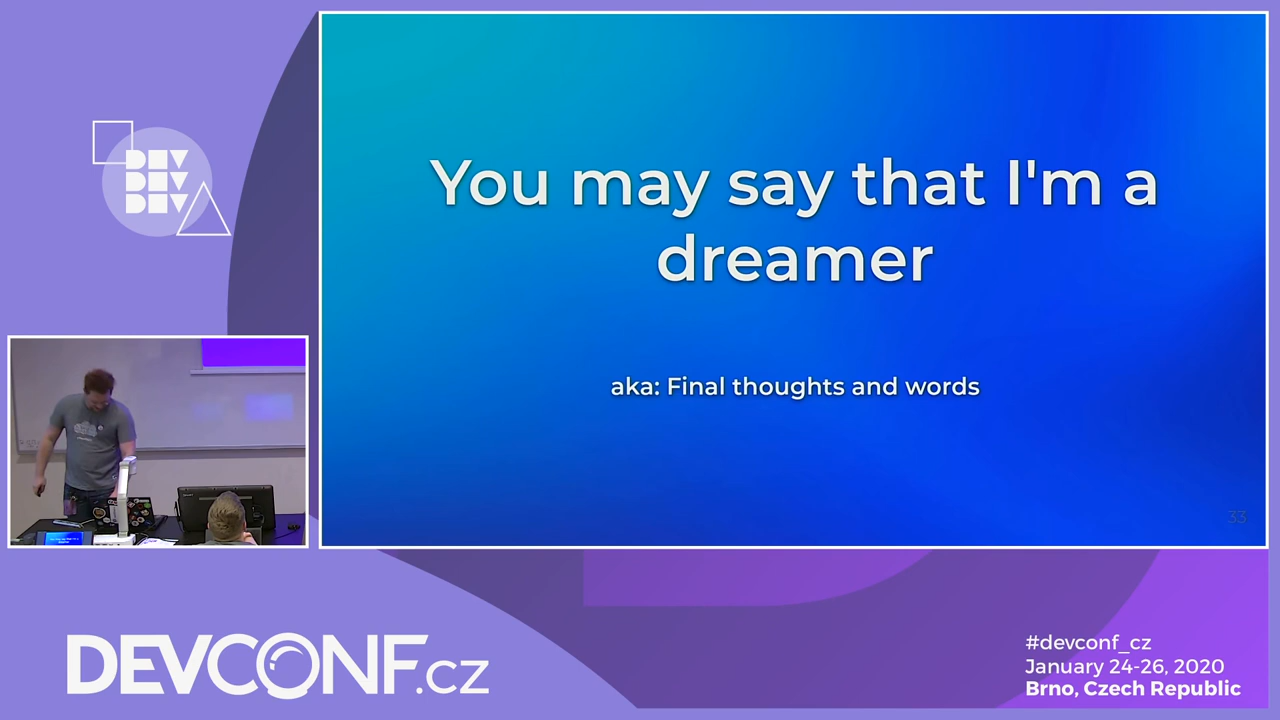 DEV
DEV
DEV
You may say that I'm a
dreamer
aka: Final thoughts and words
33
DEVCONF.cz
#devconf_cz
January 24-26, 2020
Brno, Czech Republic